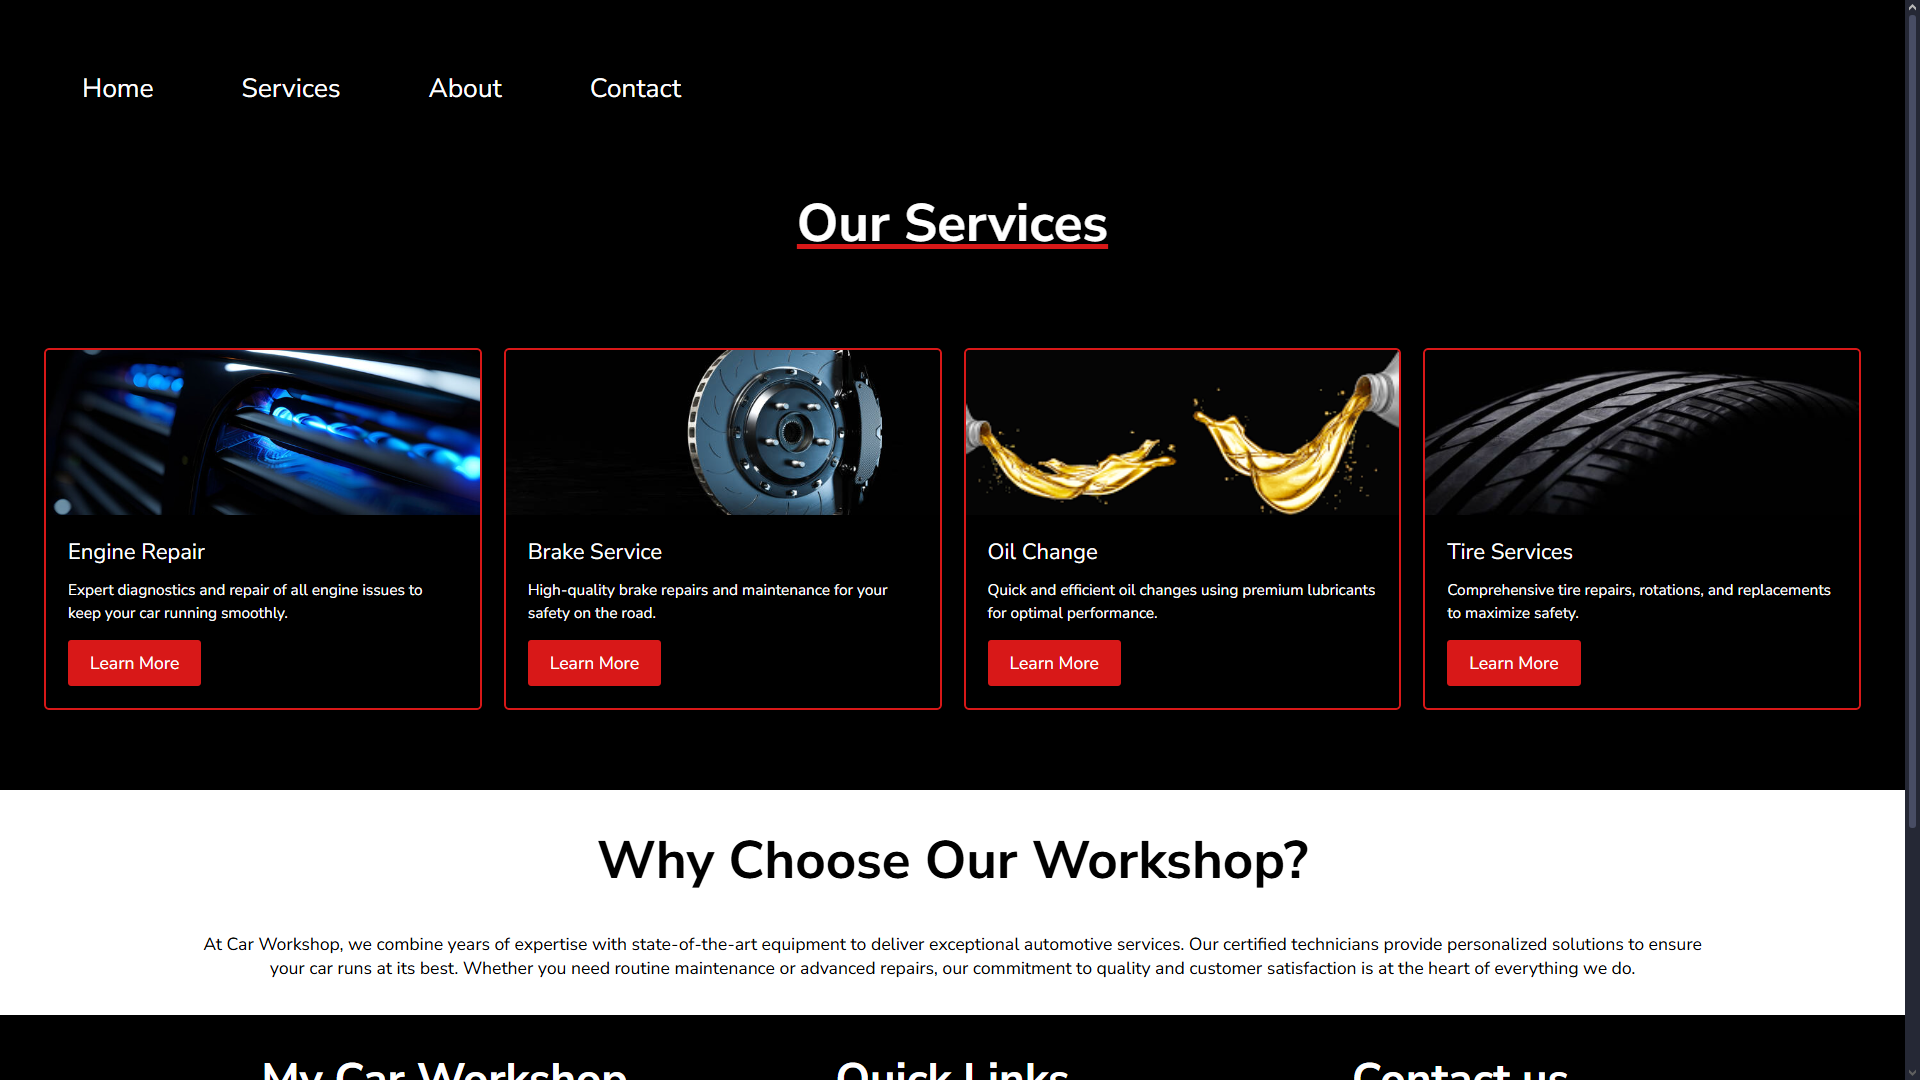 Home Services About Contact
Our Services
Engine Repair
Expert diagnostics and repair of all engine issues to
keep your car running smoothly.
Learn More
Brake Service
High-quality brake repairs and maintenance for your
safety on the road.
Learn More
Oil Change
Quick and efficient oil changes using premium lubricants
for optimal performance.
Learn More
Tire Services
Comprehensive tire repairs, rotations, and replacements
to maximize safety.
Learn More
Why Choose Our Workshop?
At Car Workshop, we combine years of expertise with state-of-the-art equipment to deliver exceptional automotive services. Our certified technicians provide personalized solutions to ensure
your car runs at its best. Whether you need routine maintenance or advanced repairs, our commitment to quality and customer satisfaction is at the heart of everything we do.
My Car Workshop
Quick Links
Contact us